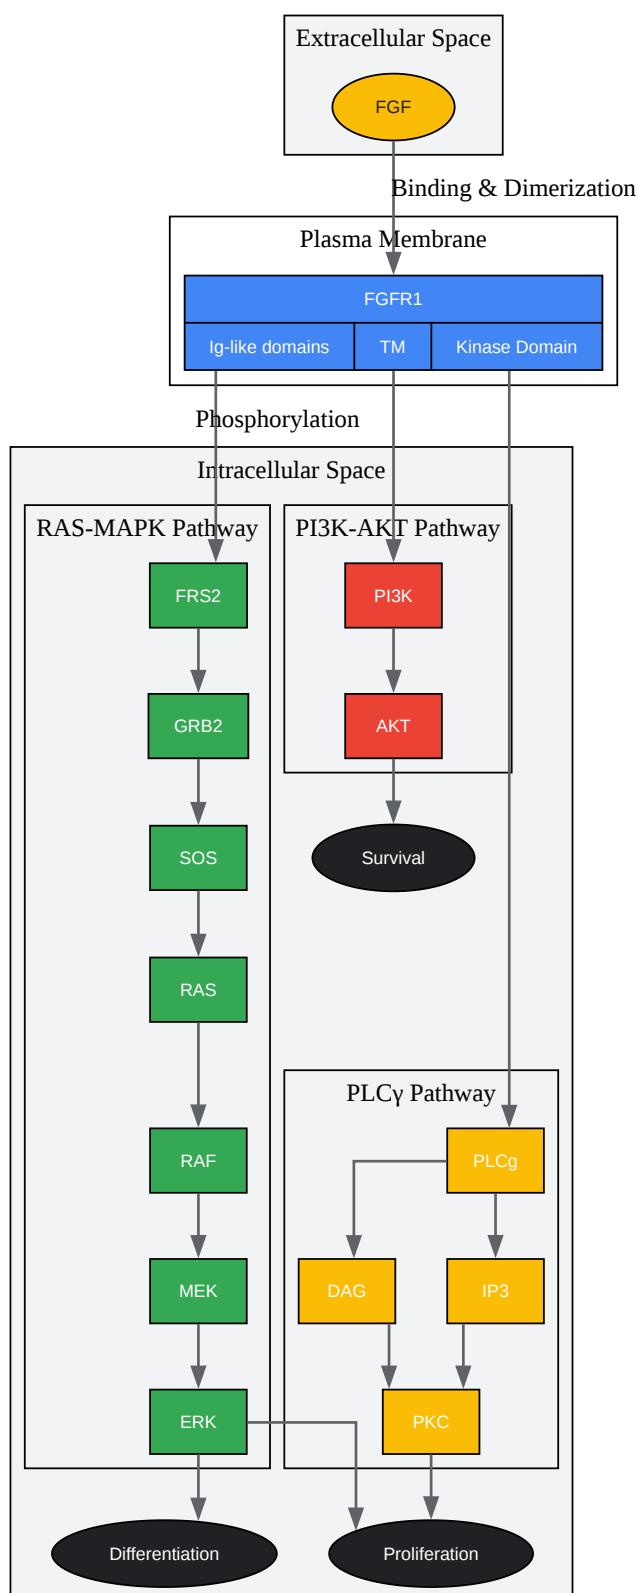 Extracellular Space
FGF
Binding & Dimerization
Plasma Membrane
FGFR1
Ig-like domains
TM
Kinase Domain
Phosphorylation
Intracellular Space
RAS-MAPK Pathway
FRS2
GRB2
SOS
RAS
RAF
MEK
ERK
PI3K-AKT Pathway
PI3K
AKT
Survival
PLCγ Pathway
PLCg
DAG
IP3
PKC
Differentiation
Proliferation